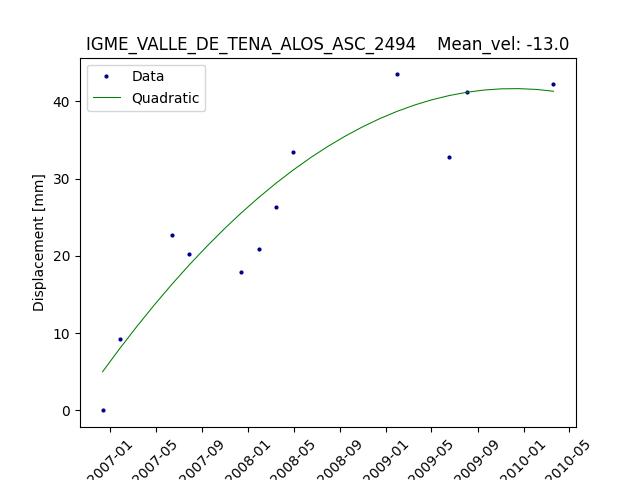 IGME_VALLE_DE_TENA_ALOS_ASC_2494    Mean_vel: -13.0
Data
Quadratic
Displacement [mm]
40
30
20
10
0
2007-01 2007-05 2007-09 2008-01 2008-05 2008-09 2009-01 2009-05 2009-09 2010-01 2010-05